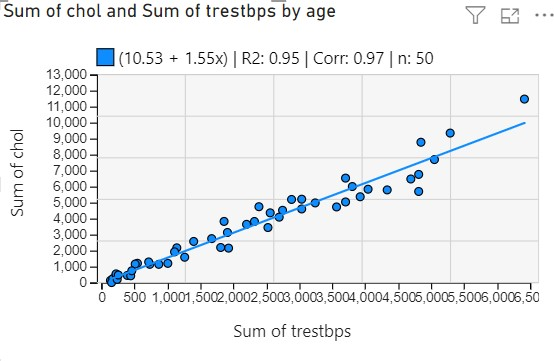 Sum of chol and Sum of trestbps by age
(10.53 + 1.55x) | R2: 0.95 | Corr: 0.97 | n: 50
13,000
12,000
11,000
10,000
9,000
8,000
7,000
6,000
5,000
4,000
3,000
2,000
1,000
0
Sum of chol
0 500 1,000 1,500 2,000 2,500 3,000 3,500 4,000 4,500 5,000 5,500 6,000 6,50
Sum of trestbps